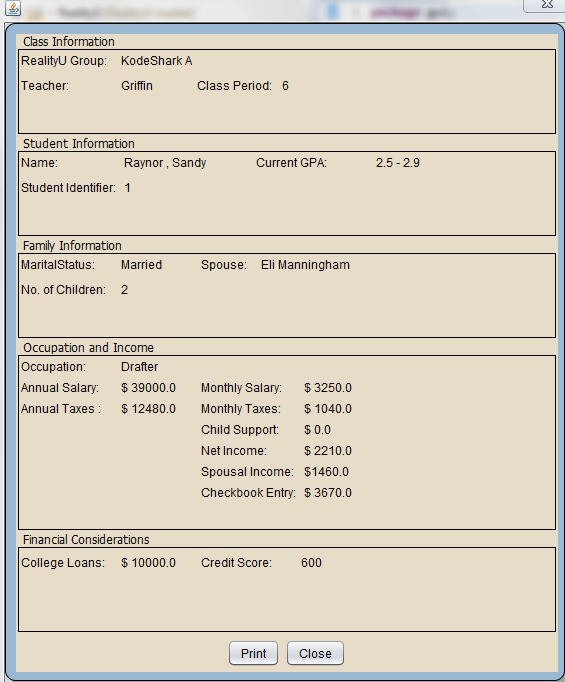 Class Information
RealityU Group: KodeShark A
Teacher: Griffin Class Period: 6
Student Information
Name: Raynor , Sandy Current GPA: 2.5 - 2.9
Student Identifier: 1
Family Information
MaritalStatus: Married Spouse: Eli Manningham
No. of Children: 2
Occupation and Income
Occupation: Drafter
Annual Salary: $ 39000.0 Monthly Salary: $ 3250.0
Annual Taxes : $ 12480.0 Monthly Taxes: $ 1040.0
Child Support: $ 0.0
Net Income: $ 2210.0
Spousal Income: $1460.0
Checkbook Entry: $ 3670.0
Financial Considerations
College Loans: $ 10000.0 Credit Score: 600
Print Close